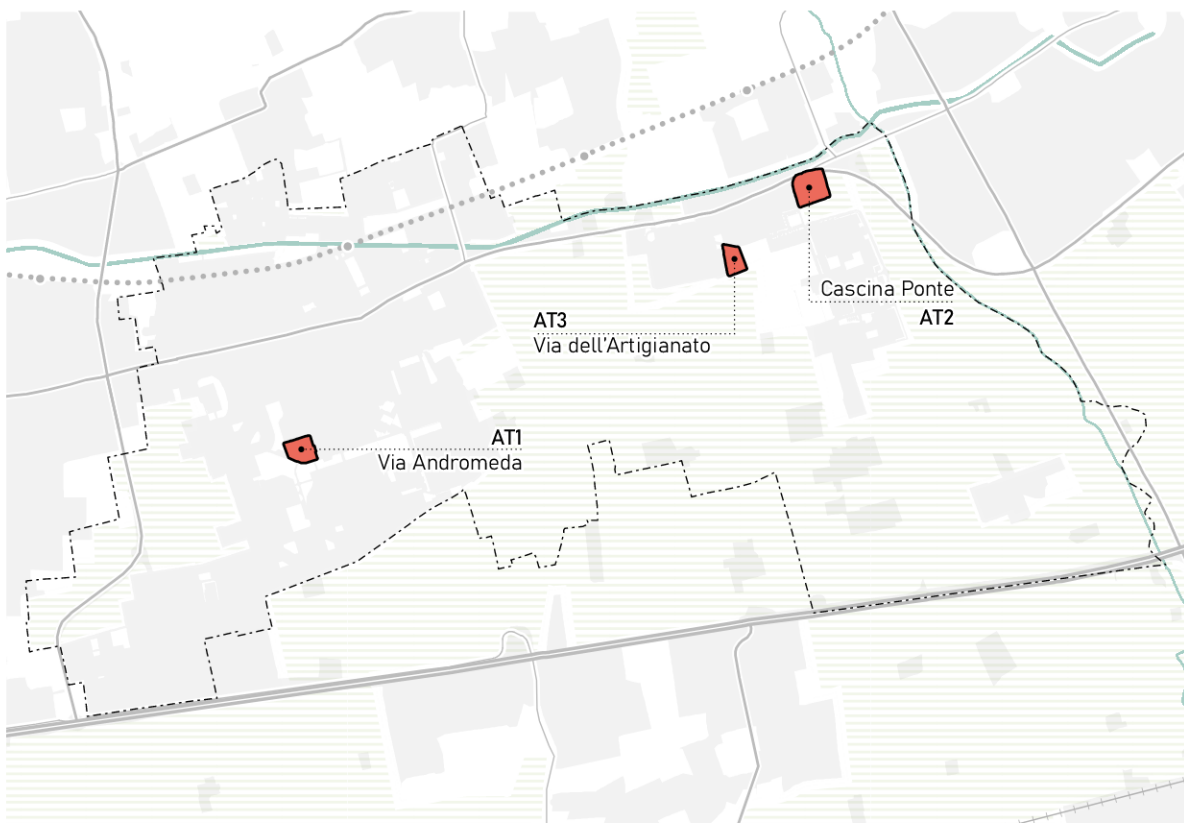 Cascina Ponte
AT2
AT3
Via dell'Artigianato
AT1
Via Andromeda